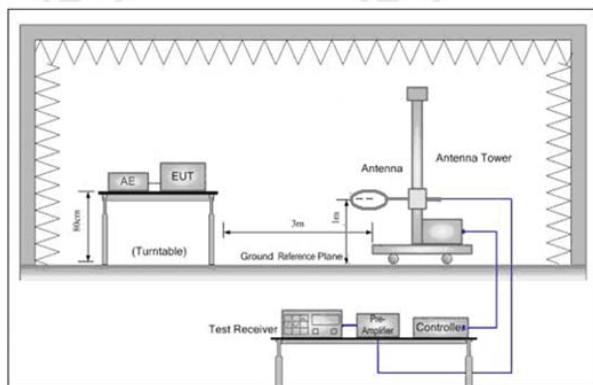 Antenna
Antenna Tower
AE
EUT
80cm
(Turntable)
3m
1m
Ground Reference Plane
Test Receiver
Pre-
Amplifier
Controller